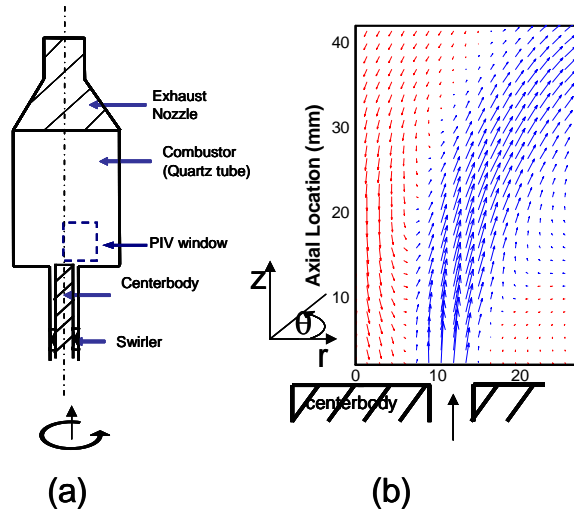 Exhaust
Nozzle
Combustor
(Quartz tube)
PIV window
Centerbody
Swirler
(a)
Axial Location (mm)
40
30
20
10
z
θ
r
0
10
20
centerbody
(b)